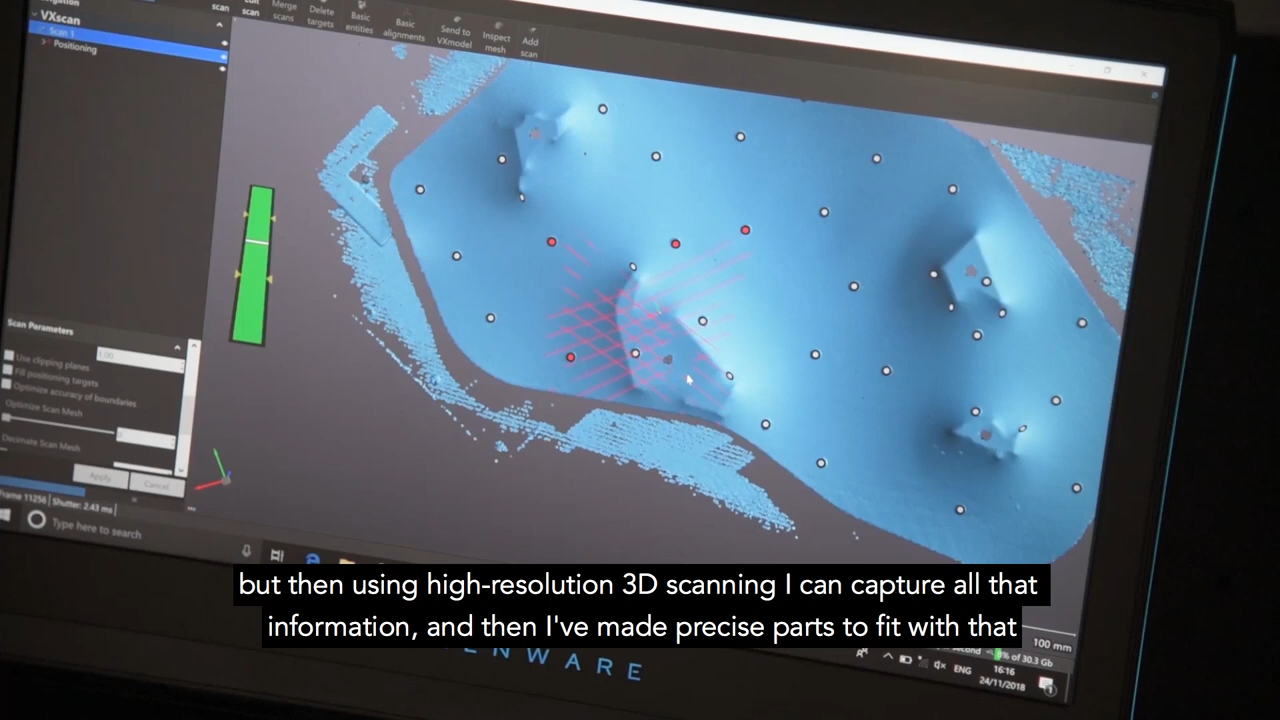 VXscan
Scan 1
Positioning
scan
Merge
scans
Delete
targets
Basic
entities
Basic
alignments
Send to
VXmodel
Inspect
mesh
Add
scan
Scan Parameters
1.00
Use clipping planes
Fill positioning targets
Optimize accuracy of boundaries
Optimize Scan Mesh
Decimate Scan Mesh
Apply
Cancel
Frame 11256 Shutter: 2.43 ms
Type here to search
but then using high-resolution 3D scanning I can capture all that
information, and then I've made precise parts to fit with that
100 mm
of 30.3 Gb
ENG
16:16
24/11/2018
ENWARE